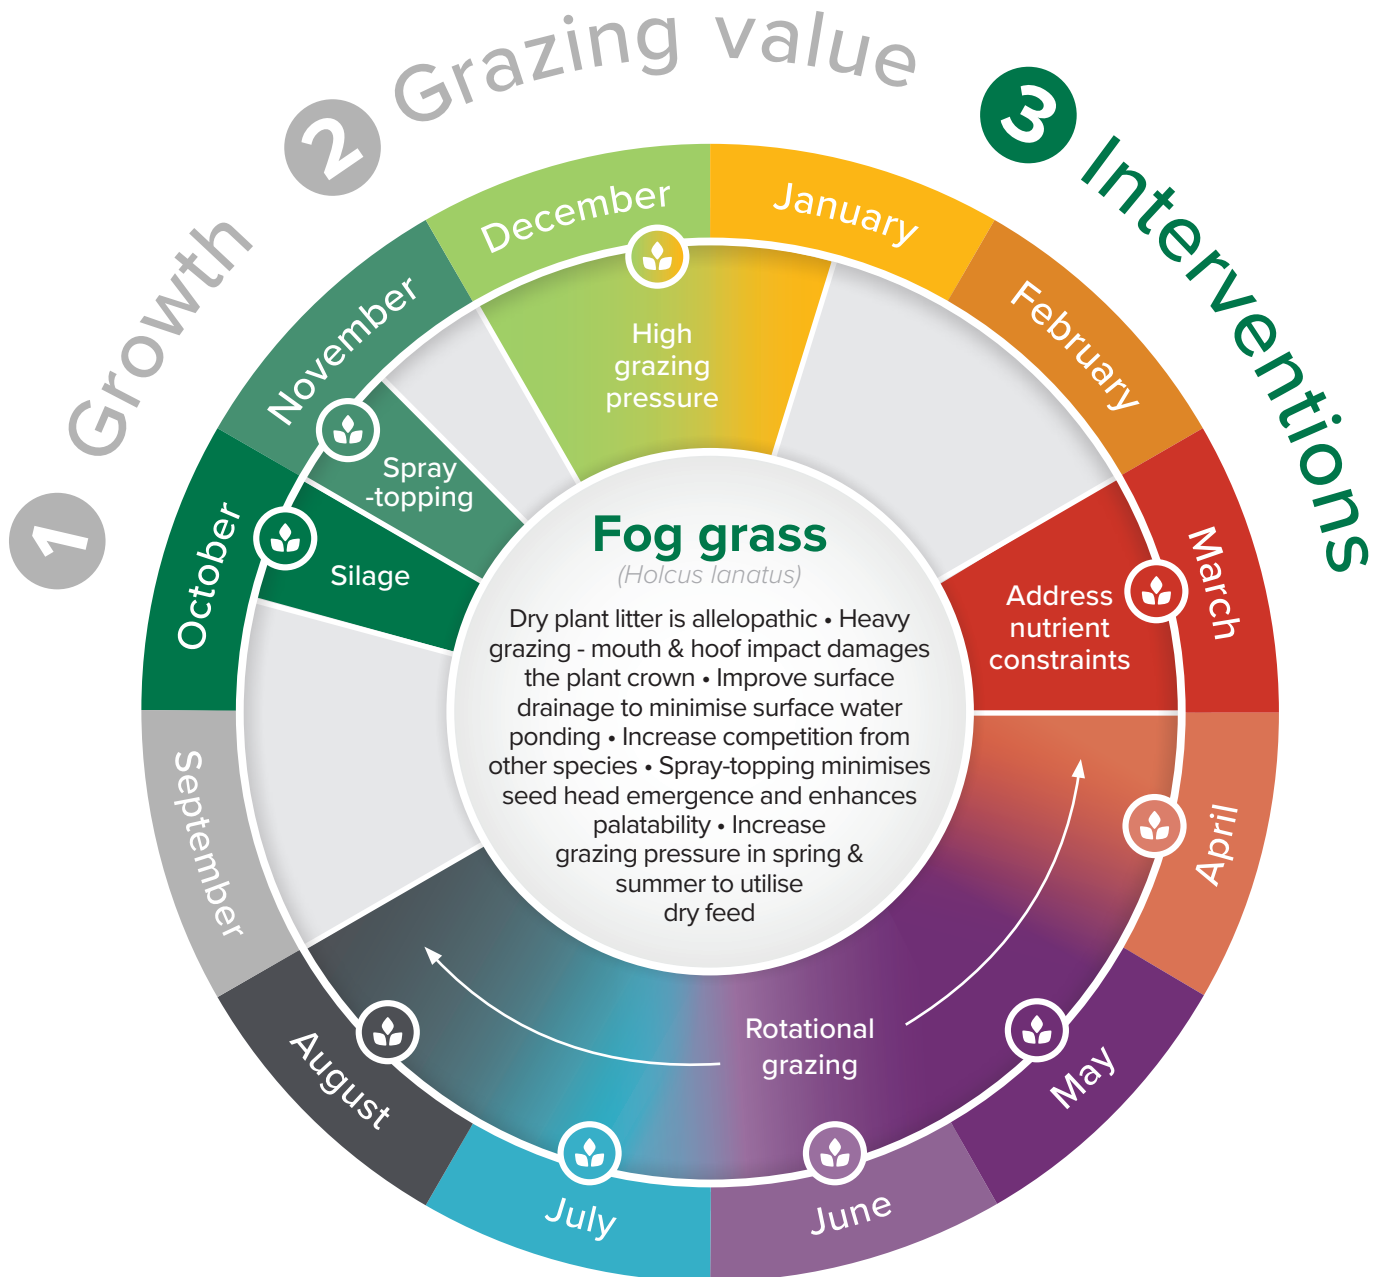 1 Growth
2 Grazing value
3 Interventions
January
February
March
April
May
June
July
August
September
October
November
December
High
grazing
pressure
Address
nutrient
constraints
Rotational
grazing
Silage
Spray
-topping
Fog grass
(Holcus lanatus)
Dry plant litter is allelopathic • Heavy
grazing - mouth & hoof impact damages
the plant crown • Improve surface
drainage to minimise surface water
ponding • Increase competition from
other species • Spray-topping minimises
seed head emergence and enhances
palatability • Increase
grazing pressure in spring &
summer to utilise
dry feed